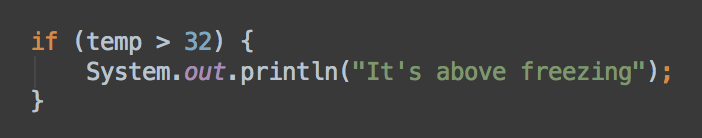 if (temp > 32) {
    System.out.println("It's above freezing");
}